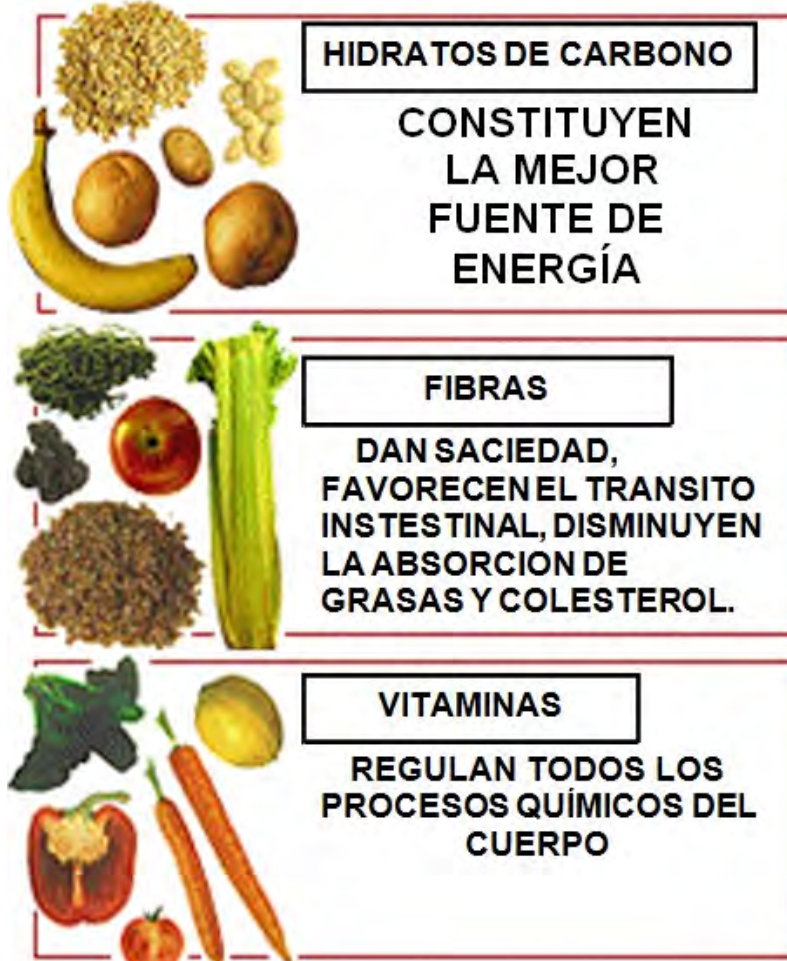 HIDRATOS DE CARBONO
CONSTITUYEN
LA MEJOR
FUENTE DE
ENERGÍA
FIBRAS
DAN SACIEDAD,
FAVORECEN EL TRANSITO
INSTESTINAL, DISMINUYEN
LA ABSORCION DE
GRASAS Y COLESTEROL.
VITAMINAS
REGULAN TODOS LOS
PROCESOS QUÍMICOS DEL
CUERPO